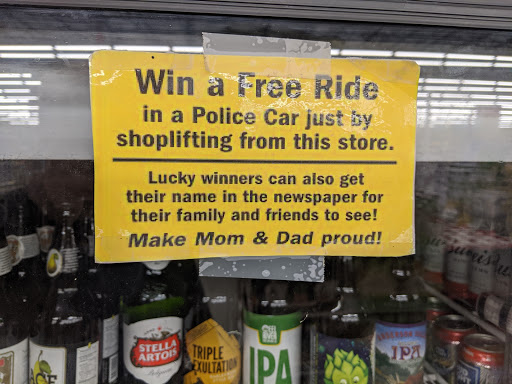 Win a Free Ride
in a Police Car just by
shoplifting from this store.
Lucky winners can also get
their name in the newspaper for
their family and friends to see!
Make Mom & Dad proud!
STELLA
ARTOIS
TRIPLE
EXULTATION
IPA
IPA